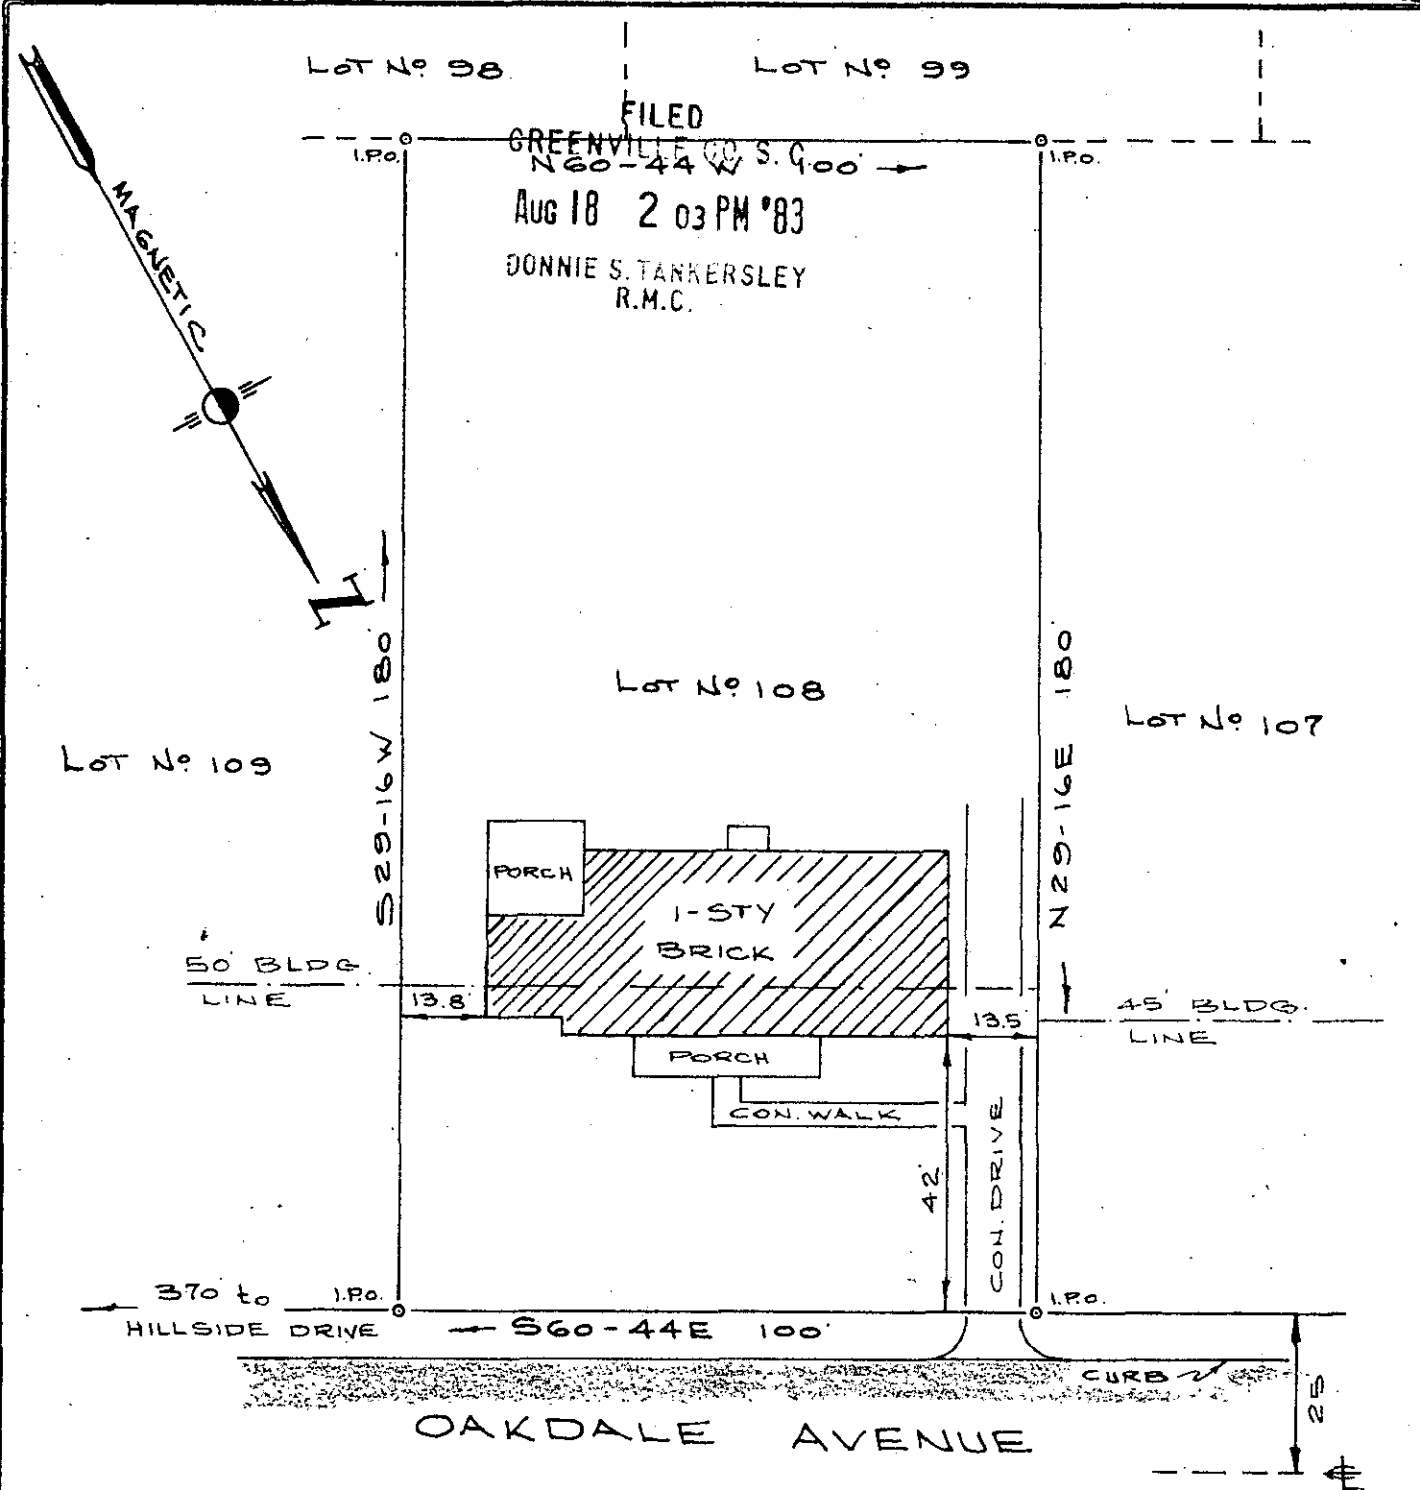 LOT Nº 98
LOT Nº 99
FILED
GREENVILLE CO. S. C.
I.P.O.
N60-44 W 100'
I.P.O.
AUG 18 2 03 PM '83
DONNIE S. TANKERSLEY
R.M.C.
MAGNETIC
N
S29-16 W 180'
N29-16E 180'
LOT Nº 108
LOT Nº 107
LOT Nº 109
PORCH
1-STY
BRICK
50' BLDG.
LINE
13.8'
13.5'
45' BLDG.
LINE
PORCH
CON. WALK
42'
CON. DRIVE
370' to
HILLSIDE DRIVE
I.P.O.
I.P.O.
S60-44E 100'
CURB
25'
OAKDALE AVENUE
℄